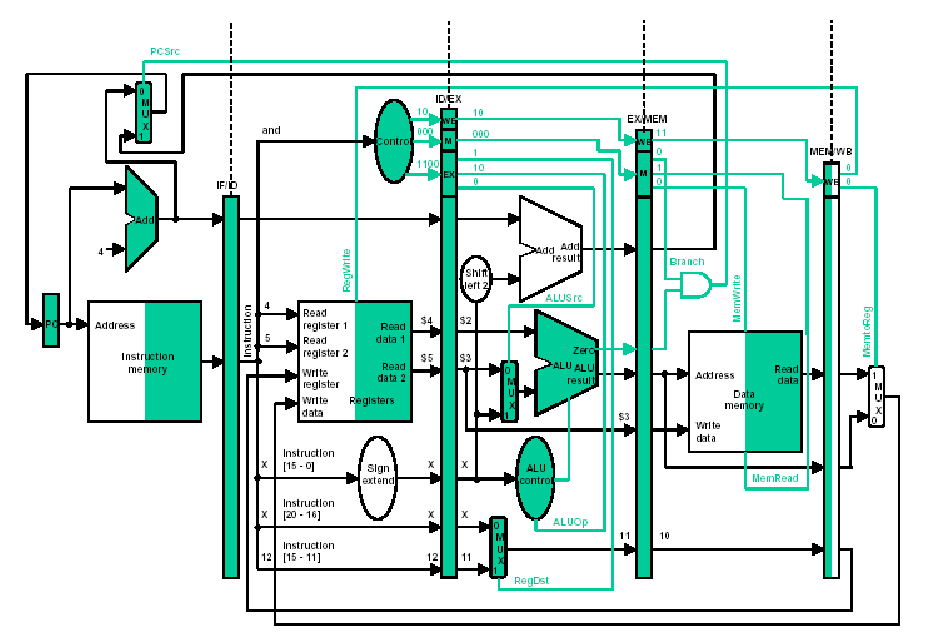 PCSrc
0
M
U
X
1
ID/EX
EX/MEM
MEM/WB
and
Control
10
000
1100
WB
M
EX
10
000
1
10
0
WB
M
11
0
1
0
WB
0
0
IF/ID
Add
4
Add
Add
result
Shift
left 2
Branch
RegWrite
ALUSrc
MemWrite
MemtoReg
PC
Address
Instruction
memory
Instruction
4
5
Read
register 1
Read
register 2
Write
register
Write
data
Read
data 1
Read
data 2
Registers
$4
$5
$2
$3
0
M
U
X
1
Zero
ALU
ALU
result
$3
Address
Write
data
Read
data
Data
memory
MemRead
1
M
U
X
0
X
Instruction
[15 - 0]
Sign
extend
X
X
ALU
control
ALUOp
X
Instruction
[20 - 16]
X
X
12
Instruction
[15 - 11]
12
11
0
M
U
X
1
RegDst
11
10